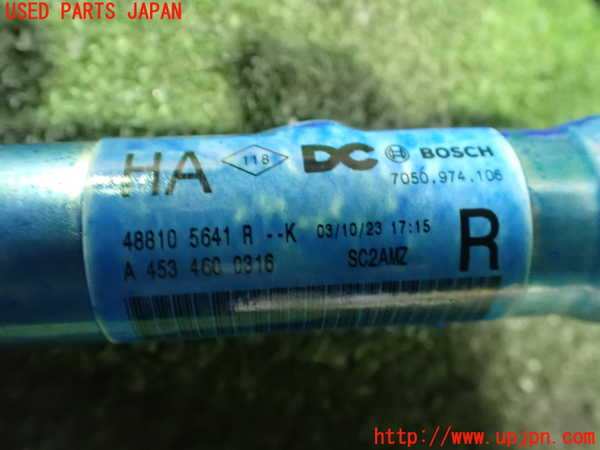 USED PARTS JAPAN
HA 118 DC BOSCH
7050.974.106
48810 5641 R --K 03/10/23 17:15
A 453 460 0316 SC2AMZ R
http://www.upjpn.com/